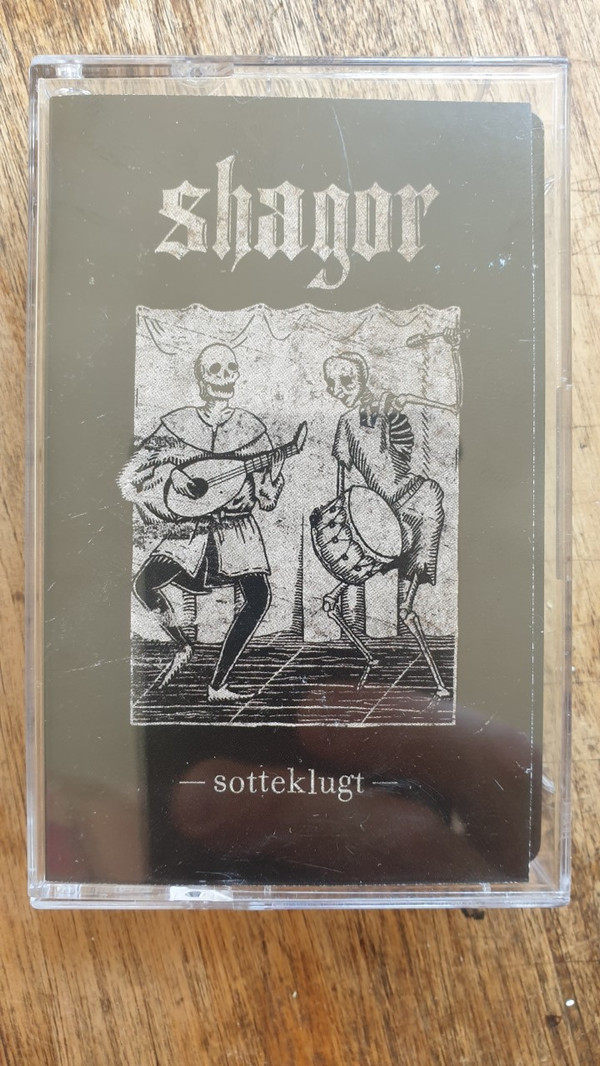 shagor
– sotteklugt –